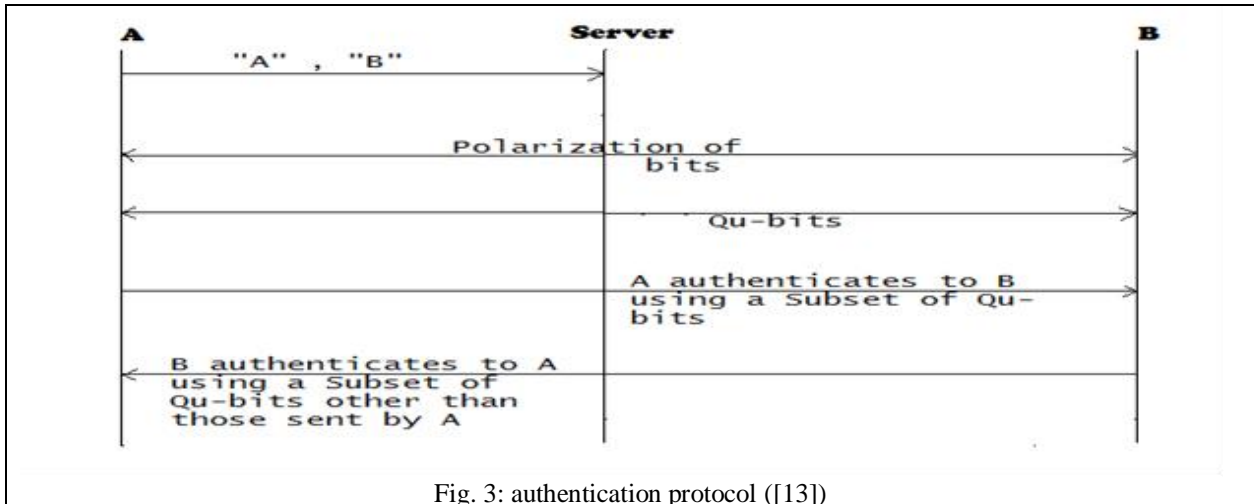 A Server B
"A" , "B"
Polarization of
bits
Qu-bits
A authenticates to B
using a Subset of Qu-
bits
B authenticates to A
using a Subset of
Qu-bits other than
those sent by A
Fig. 3: authentication protocol ([13])